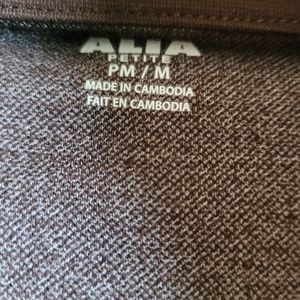 ALIA
PETITE
PM / M
MADE IN CAMBODIA
FAIT EN CAMBODIA